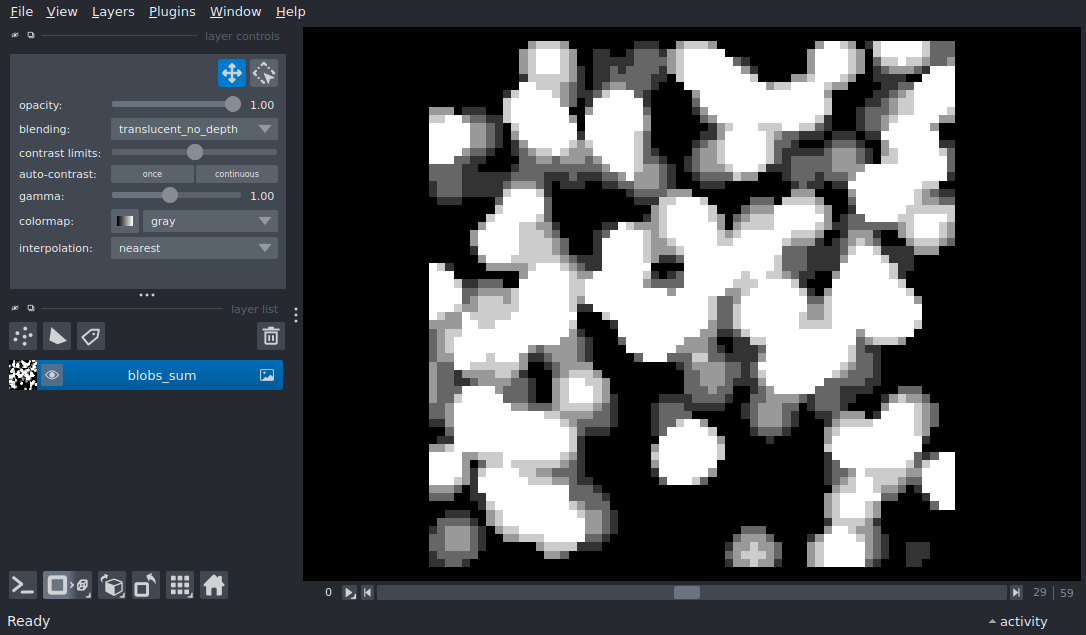 File View Layers Plugins Window Help
layer controls
opacity: 1.00
blending: translucent_no_depth
contrast limits:
auto-contrast: once continuous
gamma: 1.00
colormap: gray
interpolation: nearest
layer list
blobs_sum
0 29 59
Ready activity